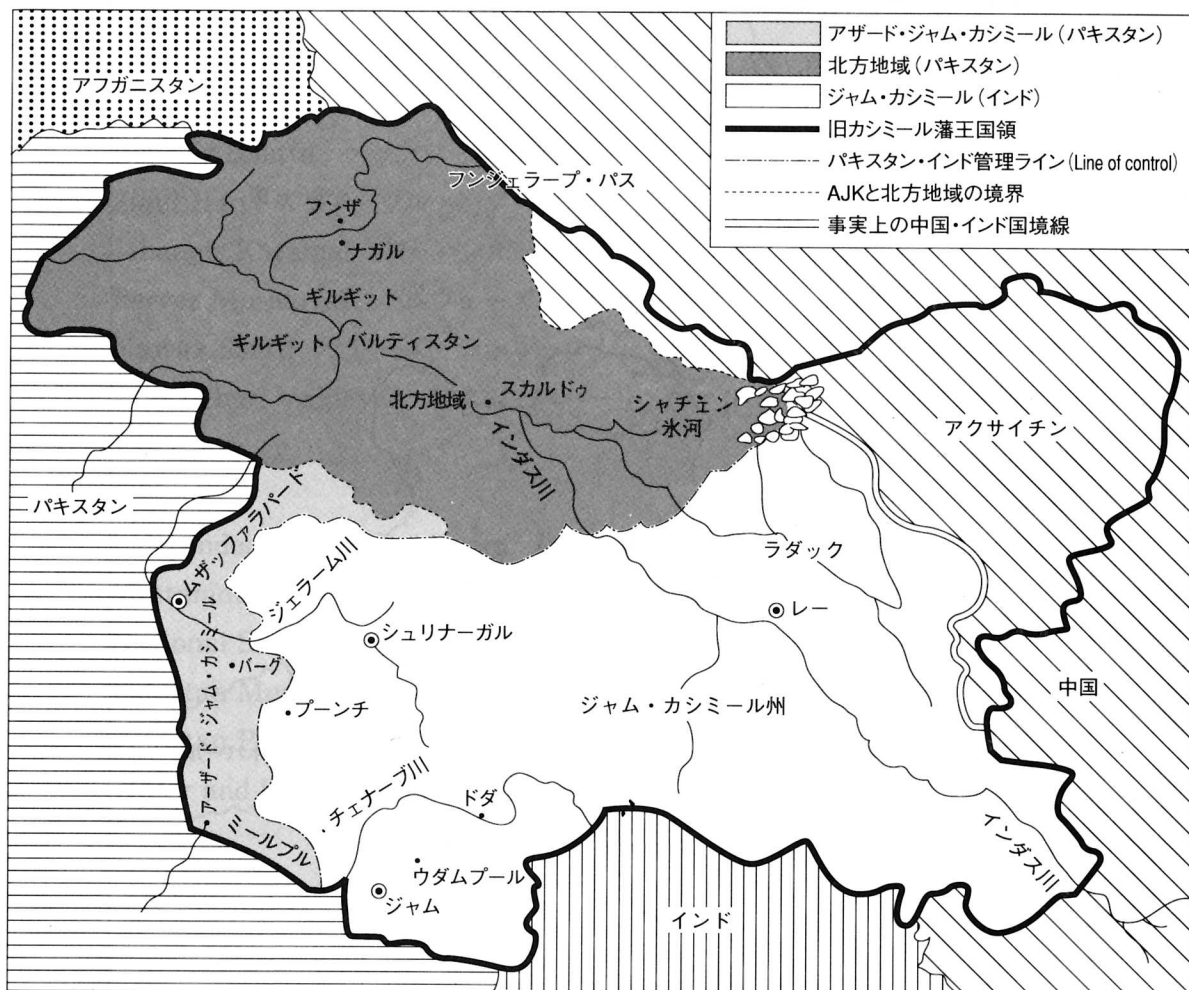 アザード・ジャム・カシミール(パキスタン)
北方地域(パキスタン)
ジャム・カシミール(インド)
旧カシミール藩王国領
パキスタン・インド管理ライン(Line of control)
AJKと北方地域の境界
事実上の中国・インド国境線
アフガニスタン
フンジェラープ・パス
フンザ
ナガル
ギルギット
ギルギット
バルティスタン
北方地域
スカルドゥ
シャチェン
氷河
インダス川
アクサイチン
パキスタン
ムザッファラバード
ジェラーム川
ラダック
レー
シュリナーガル
アーザード・ジャム・カシミール
バーグ
プーンチ
ジャム・カシミール州
中国
チェナーブ川
ドダ
ミールプル
ウダムプール
ジャム
インダス川
インド